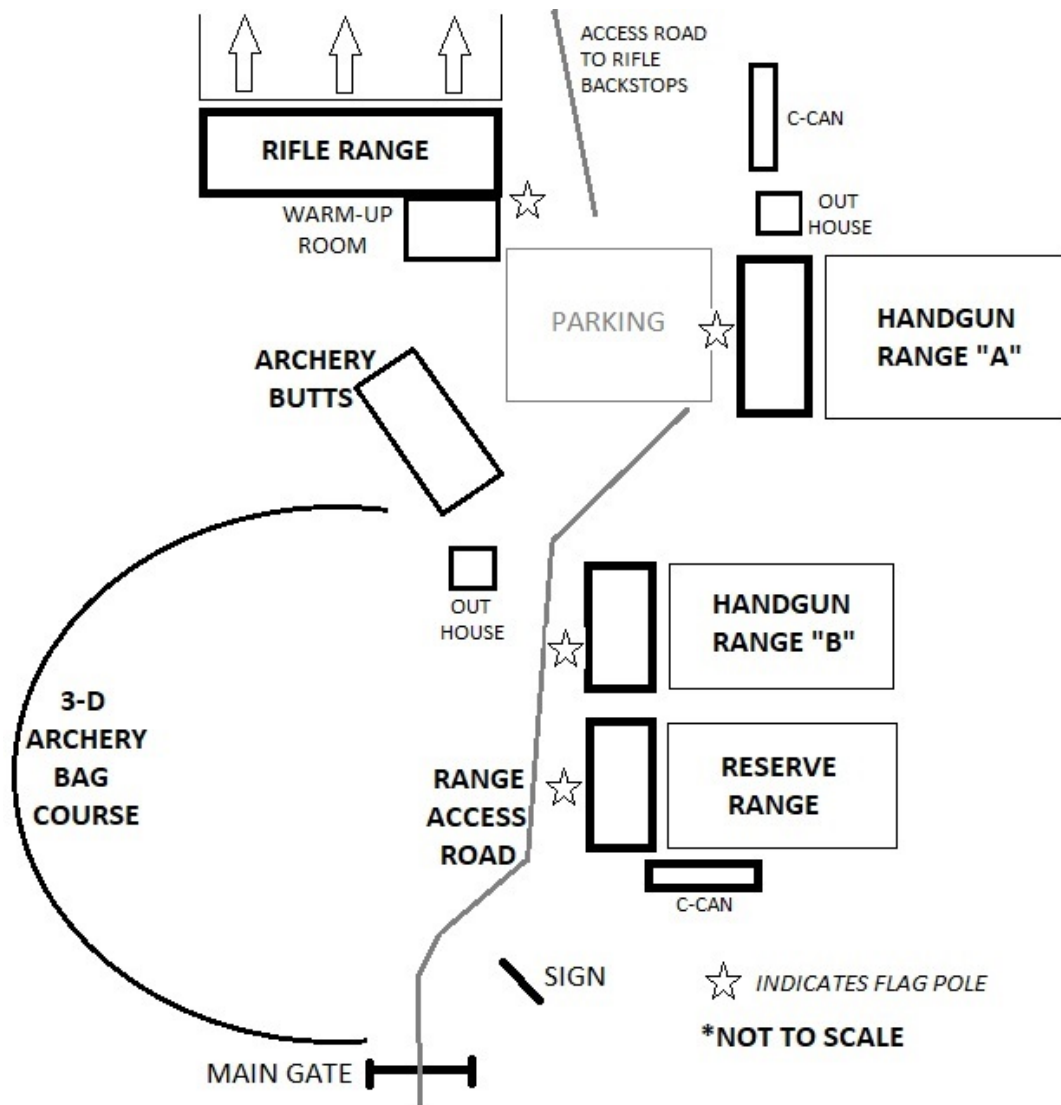 ACCESS ROAD
TO RIFLE
BACKSTOPS
C-CAN
RIFLE RANGE
WARM-UP
ROOM
OUT
HOUSE
PARKING
HANDGUN
RANGE "A"
ARCHERY
BUTTS
OUT
HOUSE
HANDGUN
RANGE "B"
3-D
ARCHERY
BAG
COURSE
RANGE
ACCESS
ROAD
RESERVE
RANGE
C-CAN
SIGN
INDICATES FLAG POLE
*NOT TO SCALE
MAIN GATE